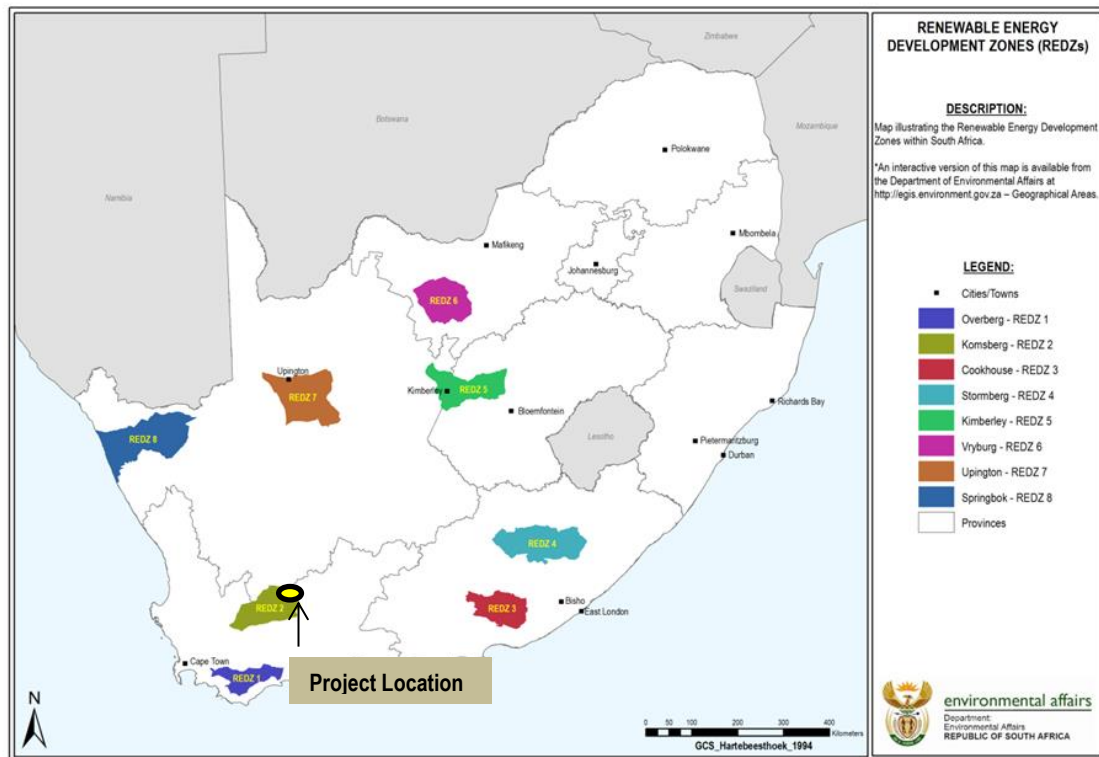 Zimbabwe
Botswana
Mozambique
Namibia
Polokwane
Mbombela
Mafikeng
Johannesburg
Swaziland
REDZ 6
Upington
REDZ 7
Kimberley
REDZ 5
Bloemfontein
Richards Bay
REDZ 8
Lesotho
Pietermaritzburg
Durban
REDZ 4
REDZ 2
REDZ 3
Bisho
East London
Cape Town
REDZ 1
Project Location
N
0 50 100 200 300 400
Kilometers
GCS_Hartebeesthoek_1994
RENEWABLE ENERGY
DEVELOPMENT ZONES (REDZs)
DESCRIPTION:
Map illustrating the Renewable Energy Development
Zones within South Africa.
*An interactive version of this map is available from
the Department of Environmental Affairs at
http://egis.environment.gov.za – Geographical Areas.
LEGEND:
Cities/Towns
Overberg - REDZ 1
Komsberg - REDZ 2
Cookhouse - REDZ 3
Stormberg - REDZ 4
Kimberley - REDZ 5
Vryburg - REDZ 6
Upington - REDZ 7
Springbok - REDZ 8
Provinces
environmental affairs
Department:
Environmental Affairs
REPUBLIC OF SOUTH AFRICA